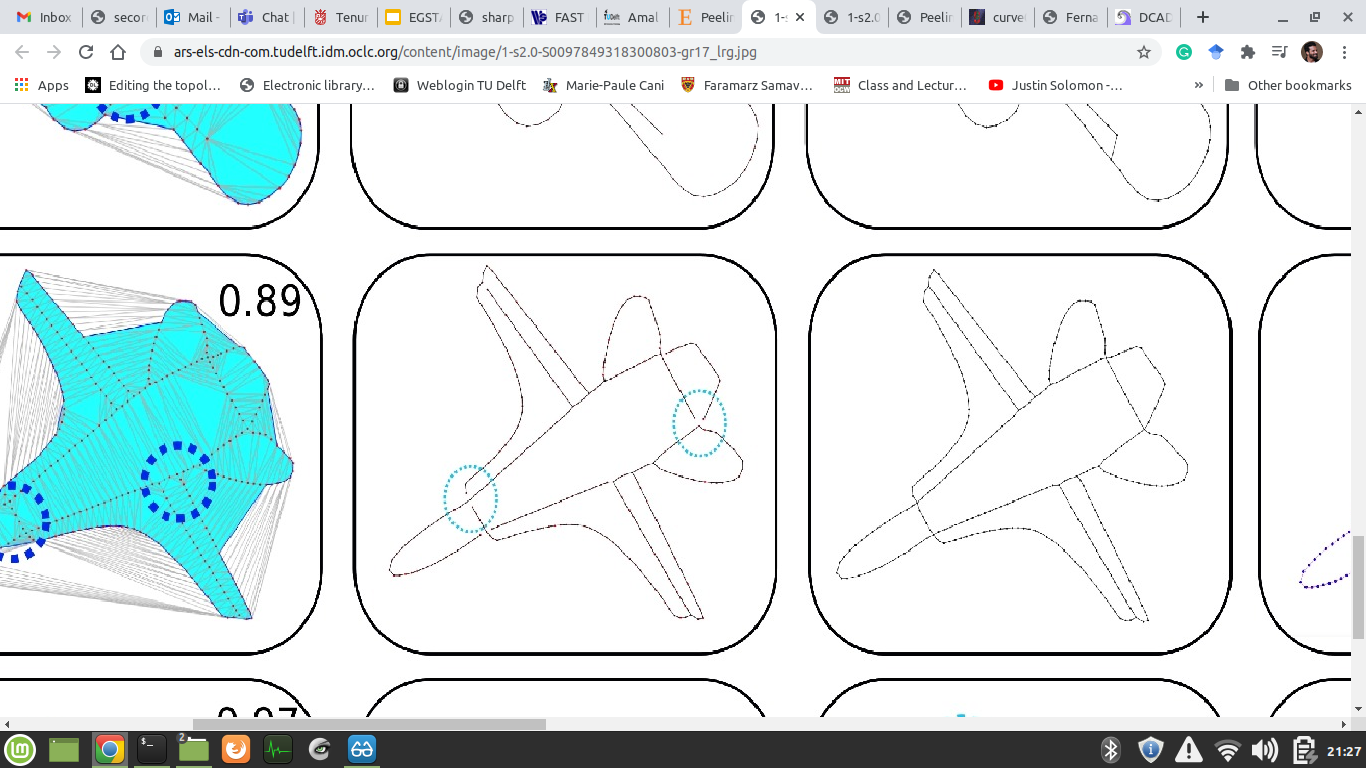 Inbox
secor
Mail -
Chat |
Tenur
EGSTA
sharp
FAST
Amal
Peelin
1-s
1-s2.0
Peelin
curve
Ferna
DCAD
ars-els-cdn-com.tudelft.idm.oclc.org/content/image/1-s2.0-S0097849318300803-gr17_lrg.jpg
Apps
Editing the topol...
Electronic library...
Weblogin TU Delft
Marie-Paule Cani
Faramarz Samav...
Class and Lectur...
Justin Solomon -...
»
Other bookmarks
0.89
2
21:27